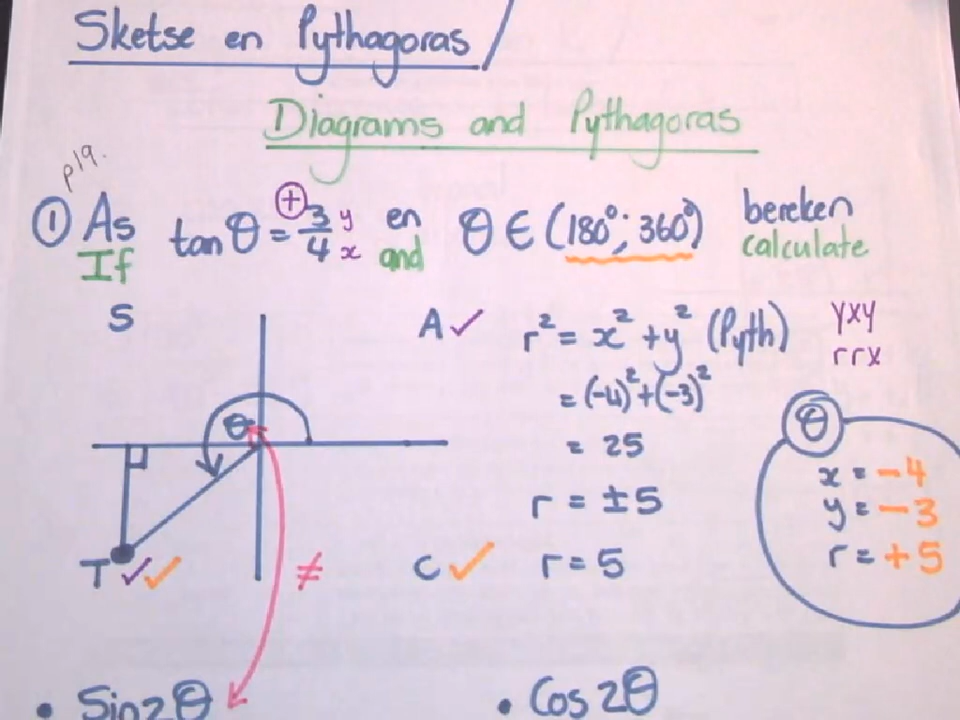 Sketse en Pythagoras
Diagrams and Pythagoras
p19.
① As tan θ = 3/4 en θ ∈ (180°; 360°) bereken
If and calculate
⊕ y
x
S
A ✓
T ✓✓
C ✓
θ
≠
r² = x² + y² (Pyth)
= (-4)² + (-3)²
= 25
r = ±5
r = 5
yxy
rrx
θ
x = -4
y = -3
r = +5
• Sin2θ
• Cos 2θ